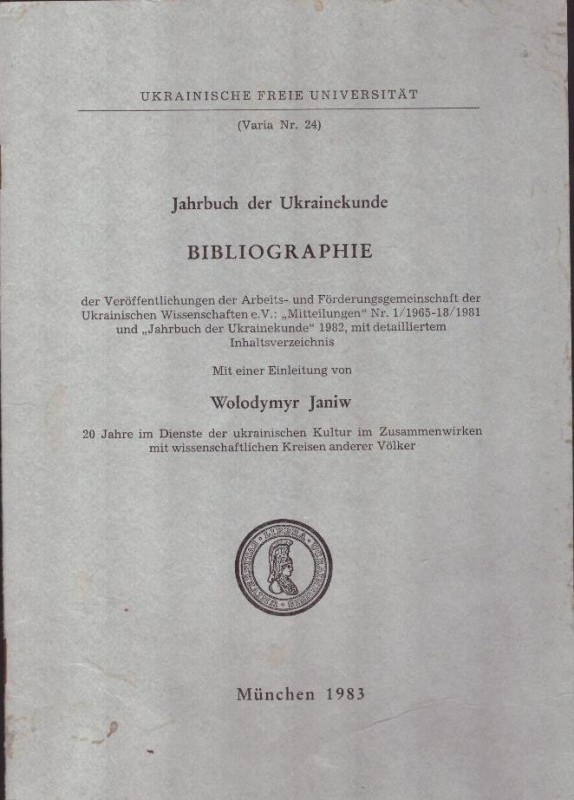 UKRAINISCHE FREIE UNIVERSITÄT
(Varia Nr. 24)
Jahrbuch der Ukrainekunde
BIBLIOGRAPHIE
der Veröffentlichungen der Arbeits- und Förderungsgemeinschaft der
Ukrainischen Wissenschaften e.V.: „Mitteilungen“ Nr. 1/1965-18/1981
und „Jahrbuch der Ukrainekunde“ 1982, mit detailliertem
Inhaltsverzeichnis
Mit einer Einleitung von
Wolodymyr Janiw
20 Jahre im Dienste der ukrainischen Kultur im Zusammenwirken
mit wissenschaftlichen Kreisen anderer Völker
LIBERA
München 1983